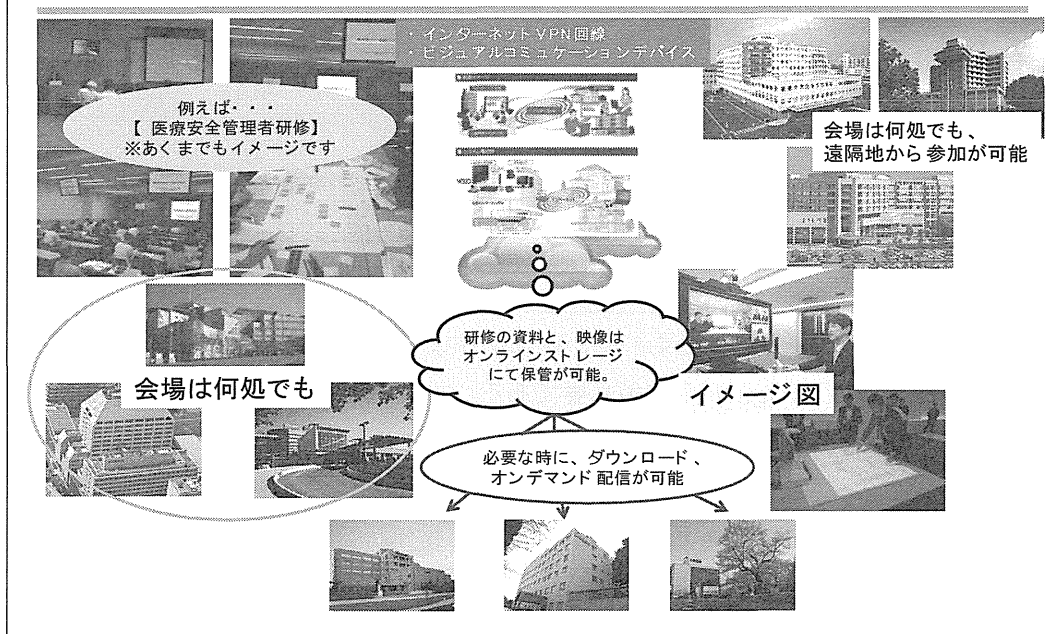 ・インターネットVPN回線
・ビジュアルコミュケーションデバイス
例えば・・・
【医療安全管理者研修】
※あくまでもイメージです
会場は何処でも、
遠隔地から参加が可能
研修の資料と、映像は
オンラインストレージ
にて保管が可能。
会場は何処でも
イメージ図
必要な時に、ダウンロード、
オンデマンド配信が可能